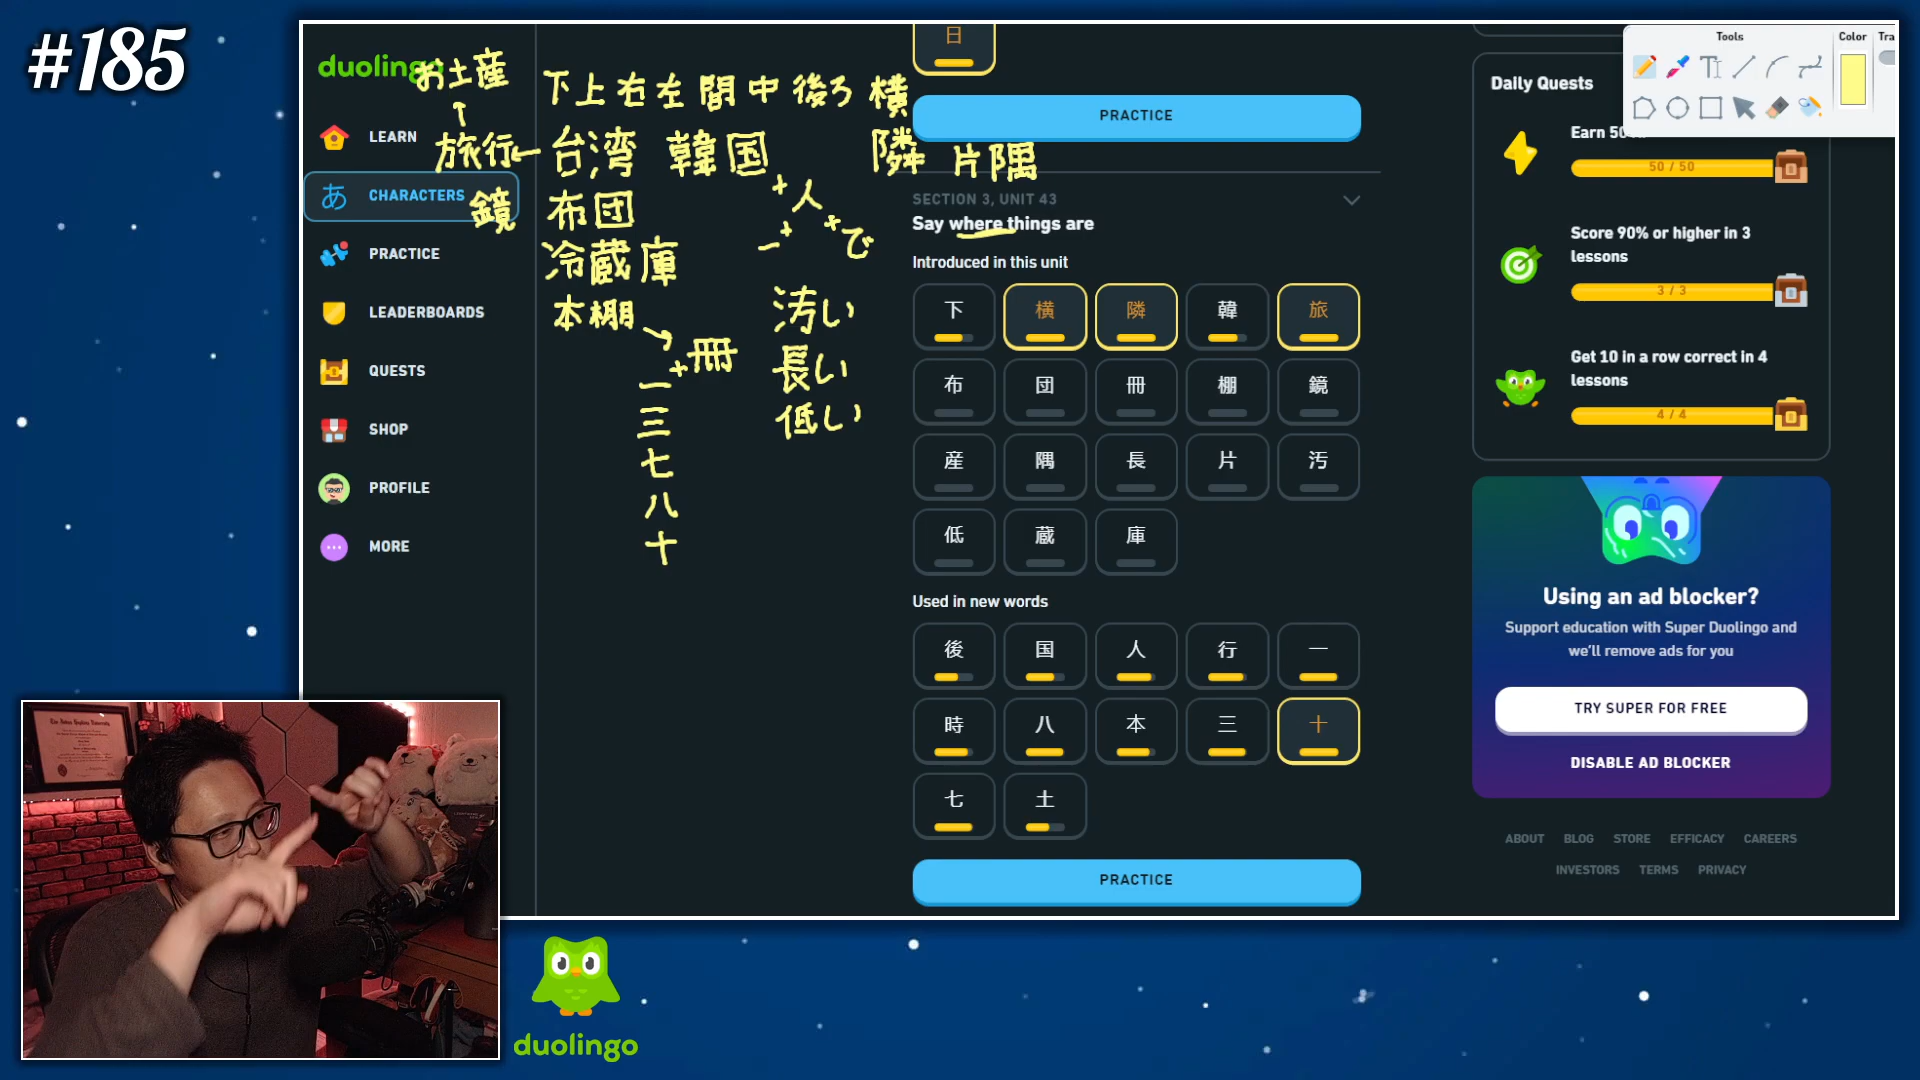 #185
duolingo
LEARN
CHARACTERS
PRACTICE
LEADERBOARDS
QUESTS
SHOP
PROFILE
MORE
お土産
旅行
鏡
下上右左間中後ろ横
台湾 韓国
隣 片隅
布団
冷蔵庫
本棚
+人
+一
+で
+冊
一
三
七
八
十
汚い
長い
低い
日
PRACTICE
SECTION 3, UNIT 43
Say where things are
Introduced in this unit
下 横 隣 韓 旅
布 団 冊 棚 鏡
産 隅 長 片 汚
低 蔵 庫
Used in new words
後 国 人 行 一
時 八 本 三 十
七 土
PRACTICE
Tools
Color
Tra
Daily Quests
Earn 50
50 / 50
Score 90% or higher in 3
lessons
3 / 3
Get 10 in a row correct in 4
lessons
4 / 4
Using an ad blocker?
Support education with Super Duolingo and
we'll remove ads for you
TRY SUPER FOR FREE
DISABLE AD BLOCKER
ABOUT BLOG STORE EFFICACY CAREERS
INVESTORS TERMS PRIVACY
duolingo